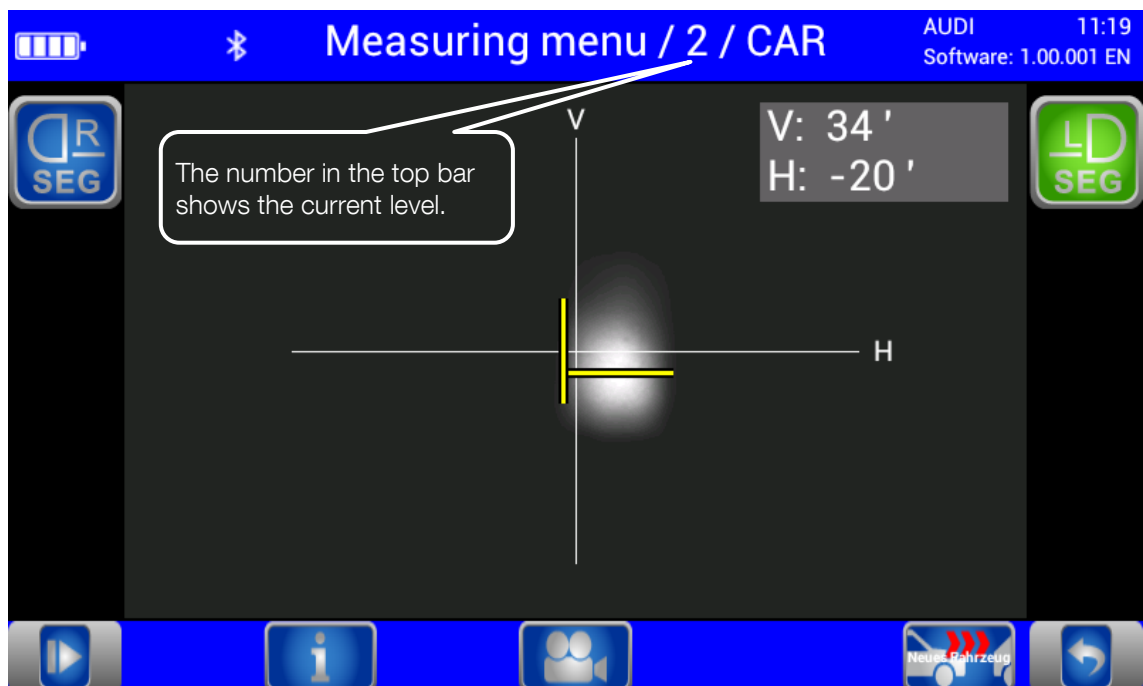 Measuring menu / 2 / CAR
AUDI 11:19
Software: 1.00.001 EN
R
SEG
The number in the top bar
shows the current level.
V
V: 34 '
H: -20 '
L
SEG
H
i
Neues Fahrzeug